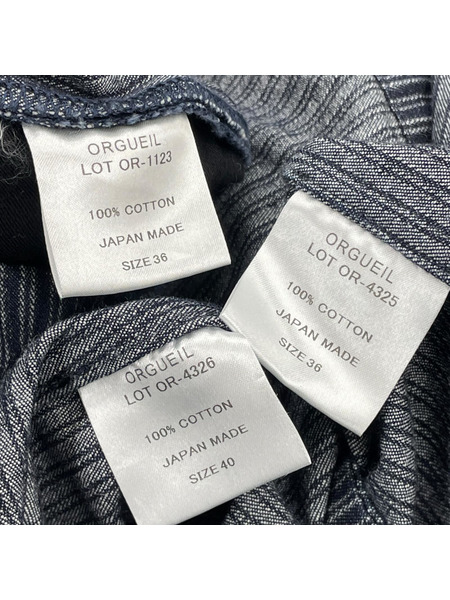 ORGUEIL
LOT OR-1123
100% COTTON
JAPAN MADE
SIZE 36
ORGUEIL
LOT OR-4325
100% COTTON
JAPAN MADE
SIZE 36
ORGUEIL
LOT OR-4326
100% COTTON
JAPAN MADE
SIZE 40